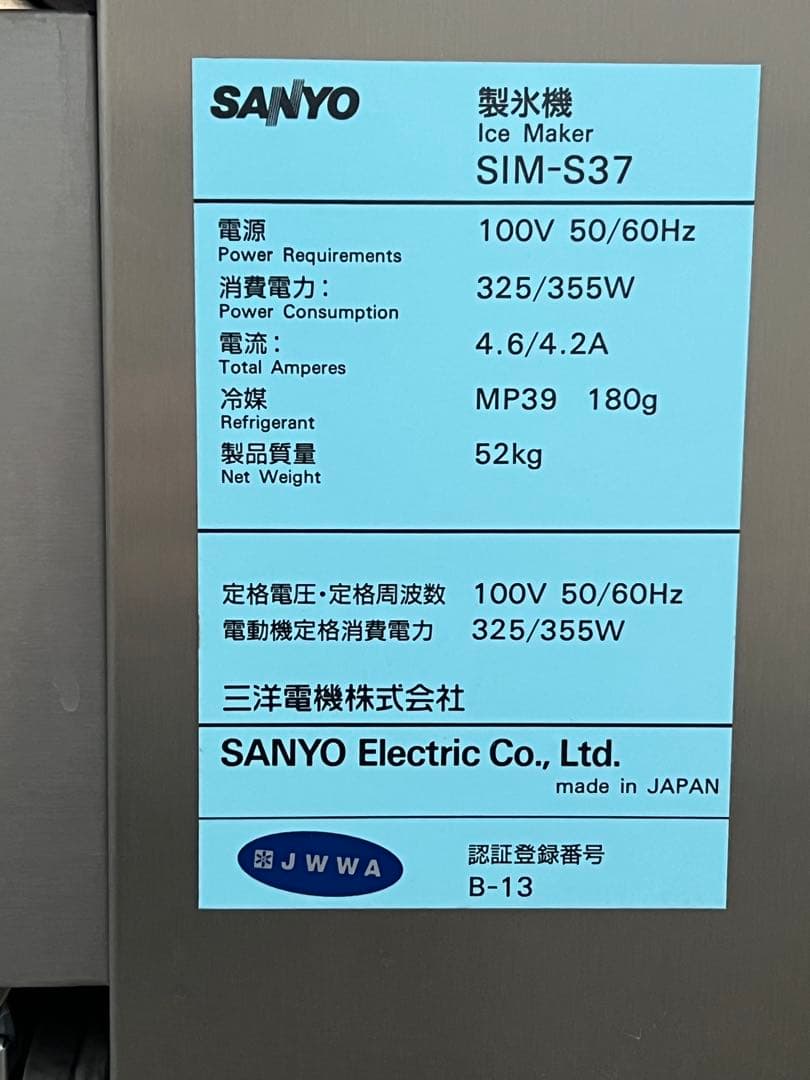 SANYO
製氷機
Ice Maker
SIM-S37
電源 100V 50/60Hz
Power Requirements
消費電力： 325/355W
Power Consumption
電流： 4.6/4.2A
Total Amperes
冷媒 MP39 180g
Refrigerant
製品質量 52kg
Net Weight
定格電圧・定格周波数 100V 50/60Hz
電動機定格消費電力 325/355W
三洋電機株式会社
SANYO Electric Co., Ltd.
made in JAPAN
JWWA
認証登録番号
B-13